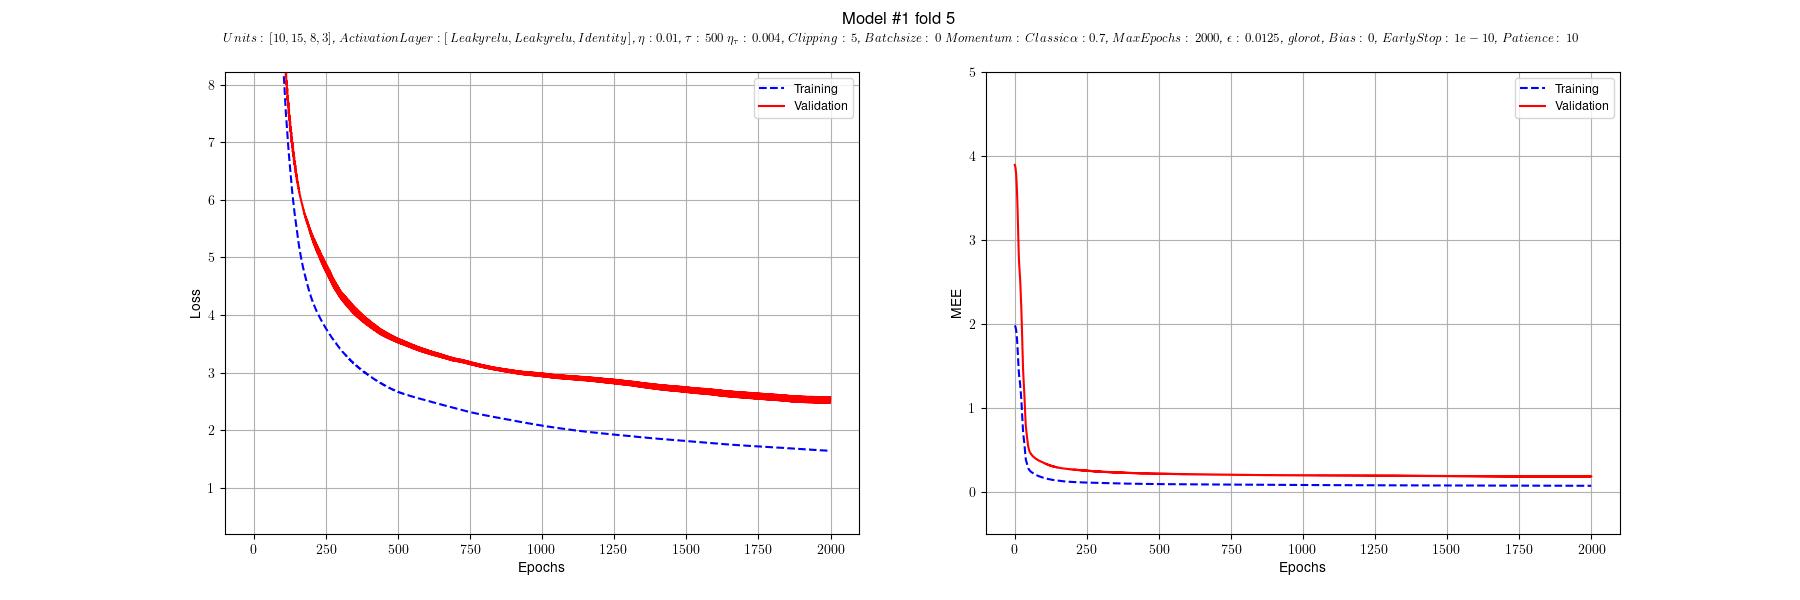 Model #1 fold 5
Units : [10, 15, 8, 3], ActivationLayer : [ Leakyrelu, Leakyrelu, Identity], η : 0.01, τ : 500 ητ : 0.004, Clipping : 5, Batchsize : 0 Momentum : Classicα : 0.7, MaxEpochs : 2000, ϵ : 0.0125, glorot, Bias : 0, EarlyStop : 1e − 10, Patience : 10
Training
Validation
8
7
6
5
4
3
2
1
Loss
0 250 500 750 1000 1250 1500 1750 2000
Epochs
Training
Validation
5
4
3
2
1
0
MEE
0 250 500 750 1000 1250 1500 1750 2000
Epochs